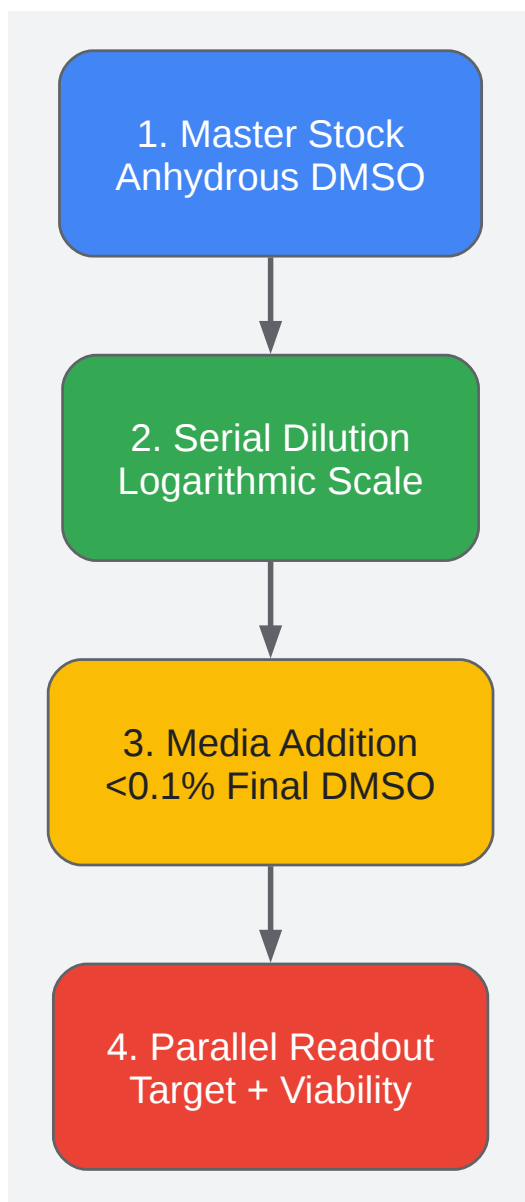 1. Master Stock
Anhydrous DMSO
2. Serial Dilution
Logarithmic Scale
3. Media Addition
<0.1% Final DMSO
4. Parallel Readout
Target + Viability